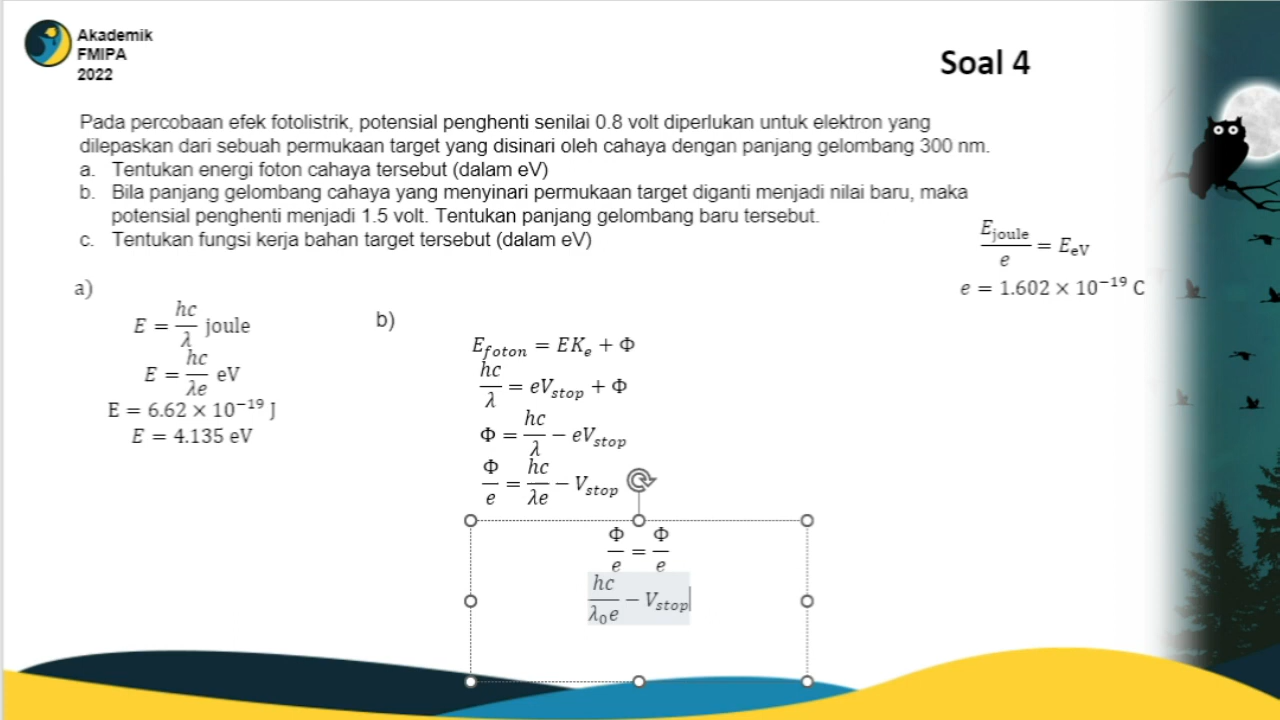 Akademik
FMIPA
2022
Soal 4
Pada percobaan efek fotolistrik, potensial penghenti senilai 0.8 volt diperlukan untuk elektron yang
dilepaskan dari sebuah permukaan target yang disinari oleh cahaya dengan panjang gelombang 300 nm.
a. Tentukan energi foton cahaya tersebut (dalam eV)
b. Bila panjang gelombang cahaya yang menyinari permukaan target diganti menjadi nilai baru, maka
potensial penghenti menjadi 1.5 volt. Tentukan panjang gelombang baru tersebut.
c. Tentukan fungsi kerja bahan target tersebut (dalam eV)
E_joule/e = E_eV
e = 1.602 × 10⁻¹⁹ C
a)
E = hc/λ joule
E = hc/λe eV
E = 6.62 × 10⁻¹⁹ J
E = 4.135 eV
b)
E_foton = EK_e + Φ
hc/λ = eV_stop + Φ
Φ = hc/λ − eV_stop
Φ/e = hc/λe − V_stop
Φ/e = Φ/e
hc/λ₀e − V_stop